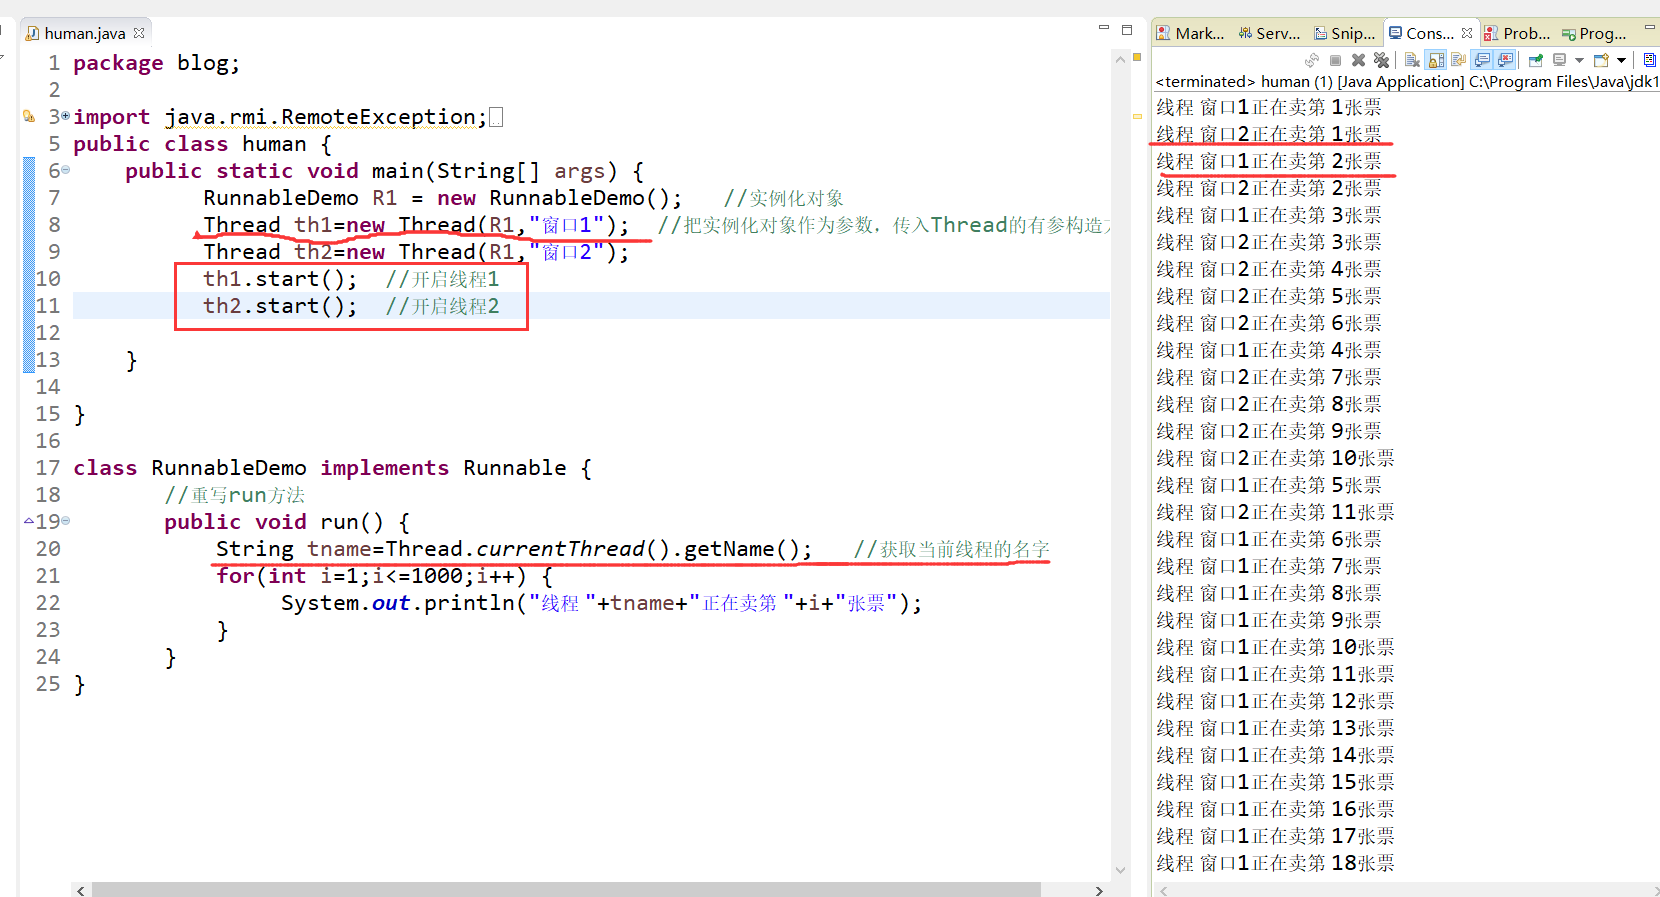 human.java
1 package blog;
2
3 import java.rmi.RemoteException;
5 public class human {
6 public static void main(String[] args) {
7 RunnableDemo R1 = new RunnableDemo(); //实例化对象
8 Thread th1=new Thread(R1,"窗口1"); //把实例化对象作为参数，传入Thread的有参构造
9 Thread th2=new Thread(R1,"窗口2");
10 th1.start(); //开启线程1
11 th2.start(); //开启线程2
12
13 }
14
15 }
16
17 class RunnableDemo implements Runnable {
18 //重写run方法
19 public void run() {
20 String tname=Thread.currentThread().getName(); //获取当前线程的名字
21 for(int i=1;i<=1000;i++) {
22 System.out.println("线程 "+tname+"正在卖第 "+i+"张票");
23 }
24 }
25 }
Mark... Serv... Snip... Cons... Prob... Prog...
<terminated> human (1) [Java Application] C:\Program Files\Java\jdk1
线程 窗口1正在卖第 1张票
线程 窗口2正在卖第 1张票
线程 窗口1正在卖第 2张票
线程 窗口2正在卖第 2张票
线程 窗口1正在卖第 3张票
线程 窗口2正在卖第 3张票
线程 窗口2正在卖第 4张票
线程 窗口2正在卖第 5张票
线程 窗口2正在卖第 6张票
线程 窗口1正在卖第 4张票
线程 窗口2正在卖第 7张票
线程 窗口2正在卖第 8张票
线程 窗口2正在卖第 9张票
线程 窗口2正在卖第 10张票
线程 窗口1正在卖第 5张票
线程 窗口2正在卖第 11张票
线程 窗口1正在卖第 6张票
线程 窗口1正在卖第 7张票
线程 窗口1正在卖第 8张票
线程 窗口1正在卖第 9张票
线程 窗口1正在卖第 10张票
线程 窗口1正在卖第 11张票
线程 窗口1正在卖第 12张票
线程 窗口1正在卖第 13张票
线程 窗口1正在卖第 14张票
线程 窗口1正在卖第 15张票
线程 窗口1正在卖第 16张票
线程 窗口1正在卖第 17张票
线程 窗口1正在卖第 18张票